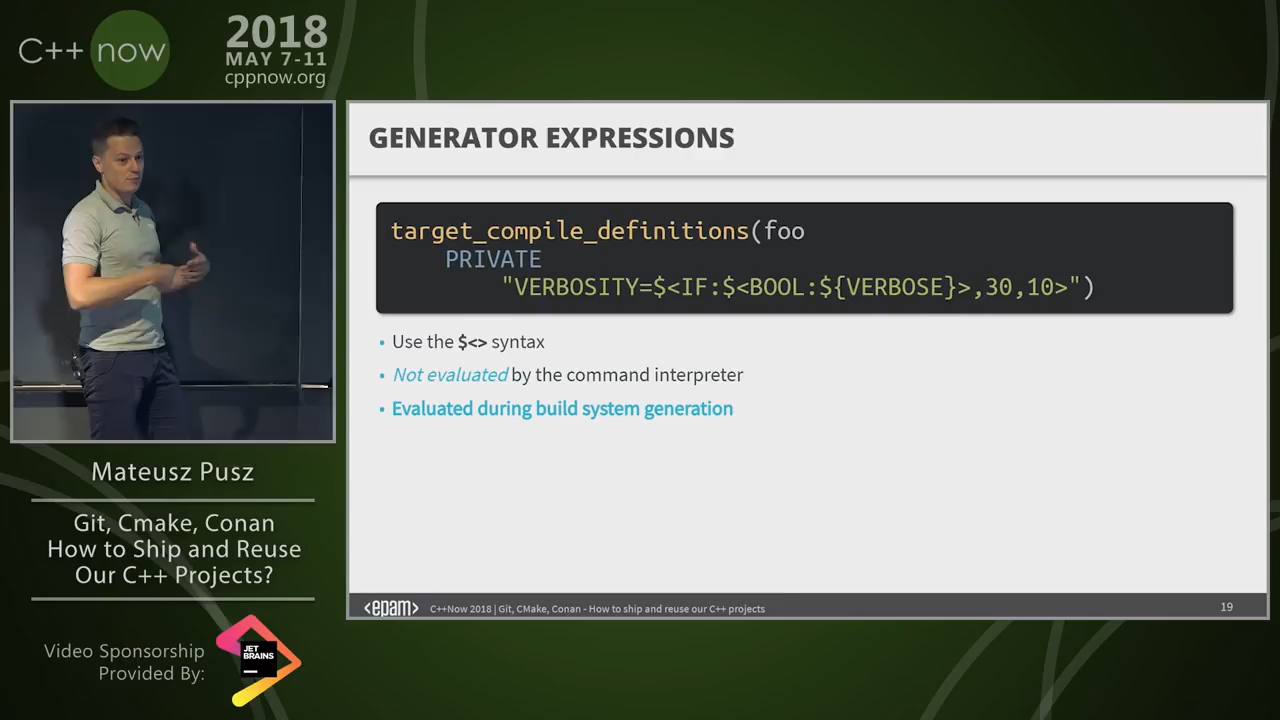 C++ now
2018
MAY 7-11
cppnow.org
GENERATOR EXPRESSIONS
target_compile_definitions(foo
PRIVATE
"VERBOSITY=$<IF:$<BOOL:${VERBOSE}>,30,10>")
• Use the $<> syntax
• Not evaluated by the command interpreter
• Evaluated during build system generation
<epam> C++Now 2018 | Git, CMake, Conan - How to ship and reuse our C++ projects
19
Mateusz Pusz
Git, Cmake, Conan
How to Ship and Reuse
Our C++ Projects?
Video Sponsorship
Provided By:
JET
BRAINS